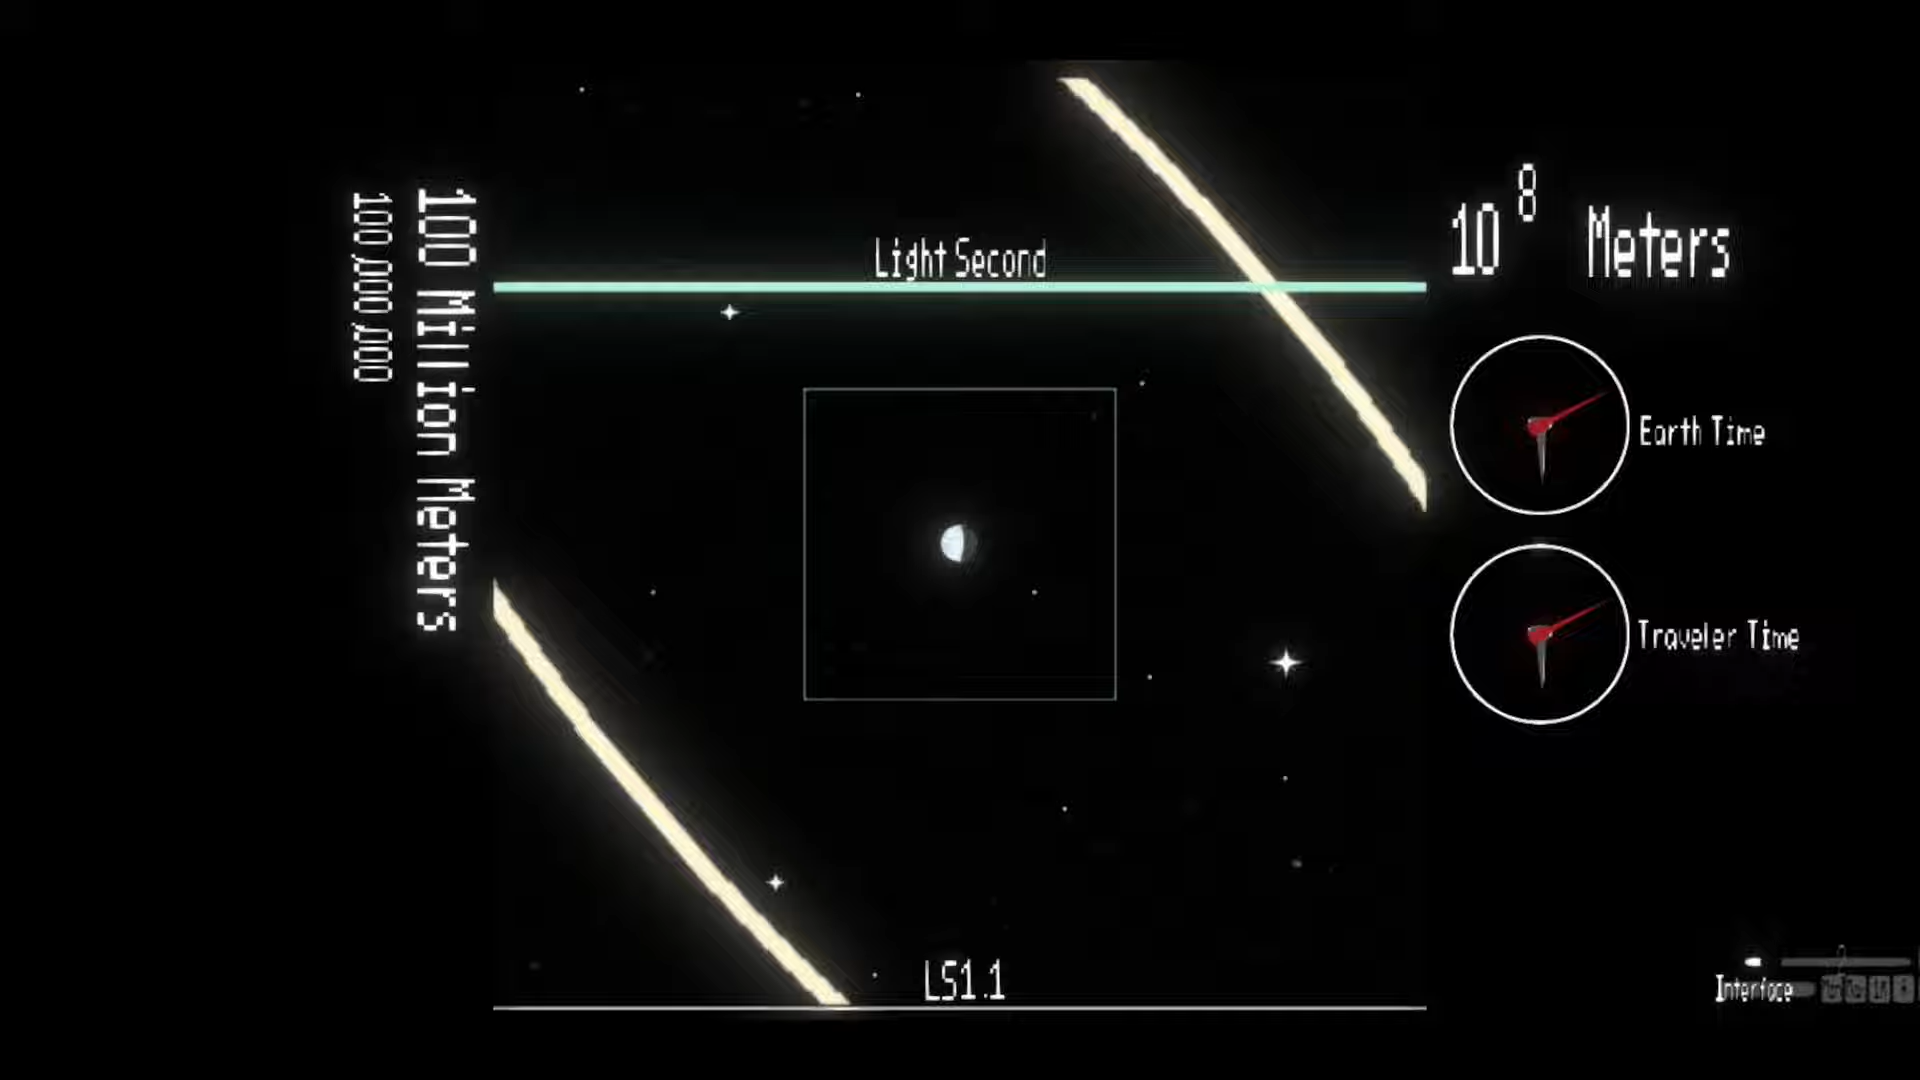 100 Million Meters
100,000,000
Light Second
10^8 Meters
Earth Time
Traveler Time
LS1.1
Interface